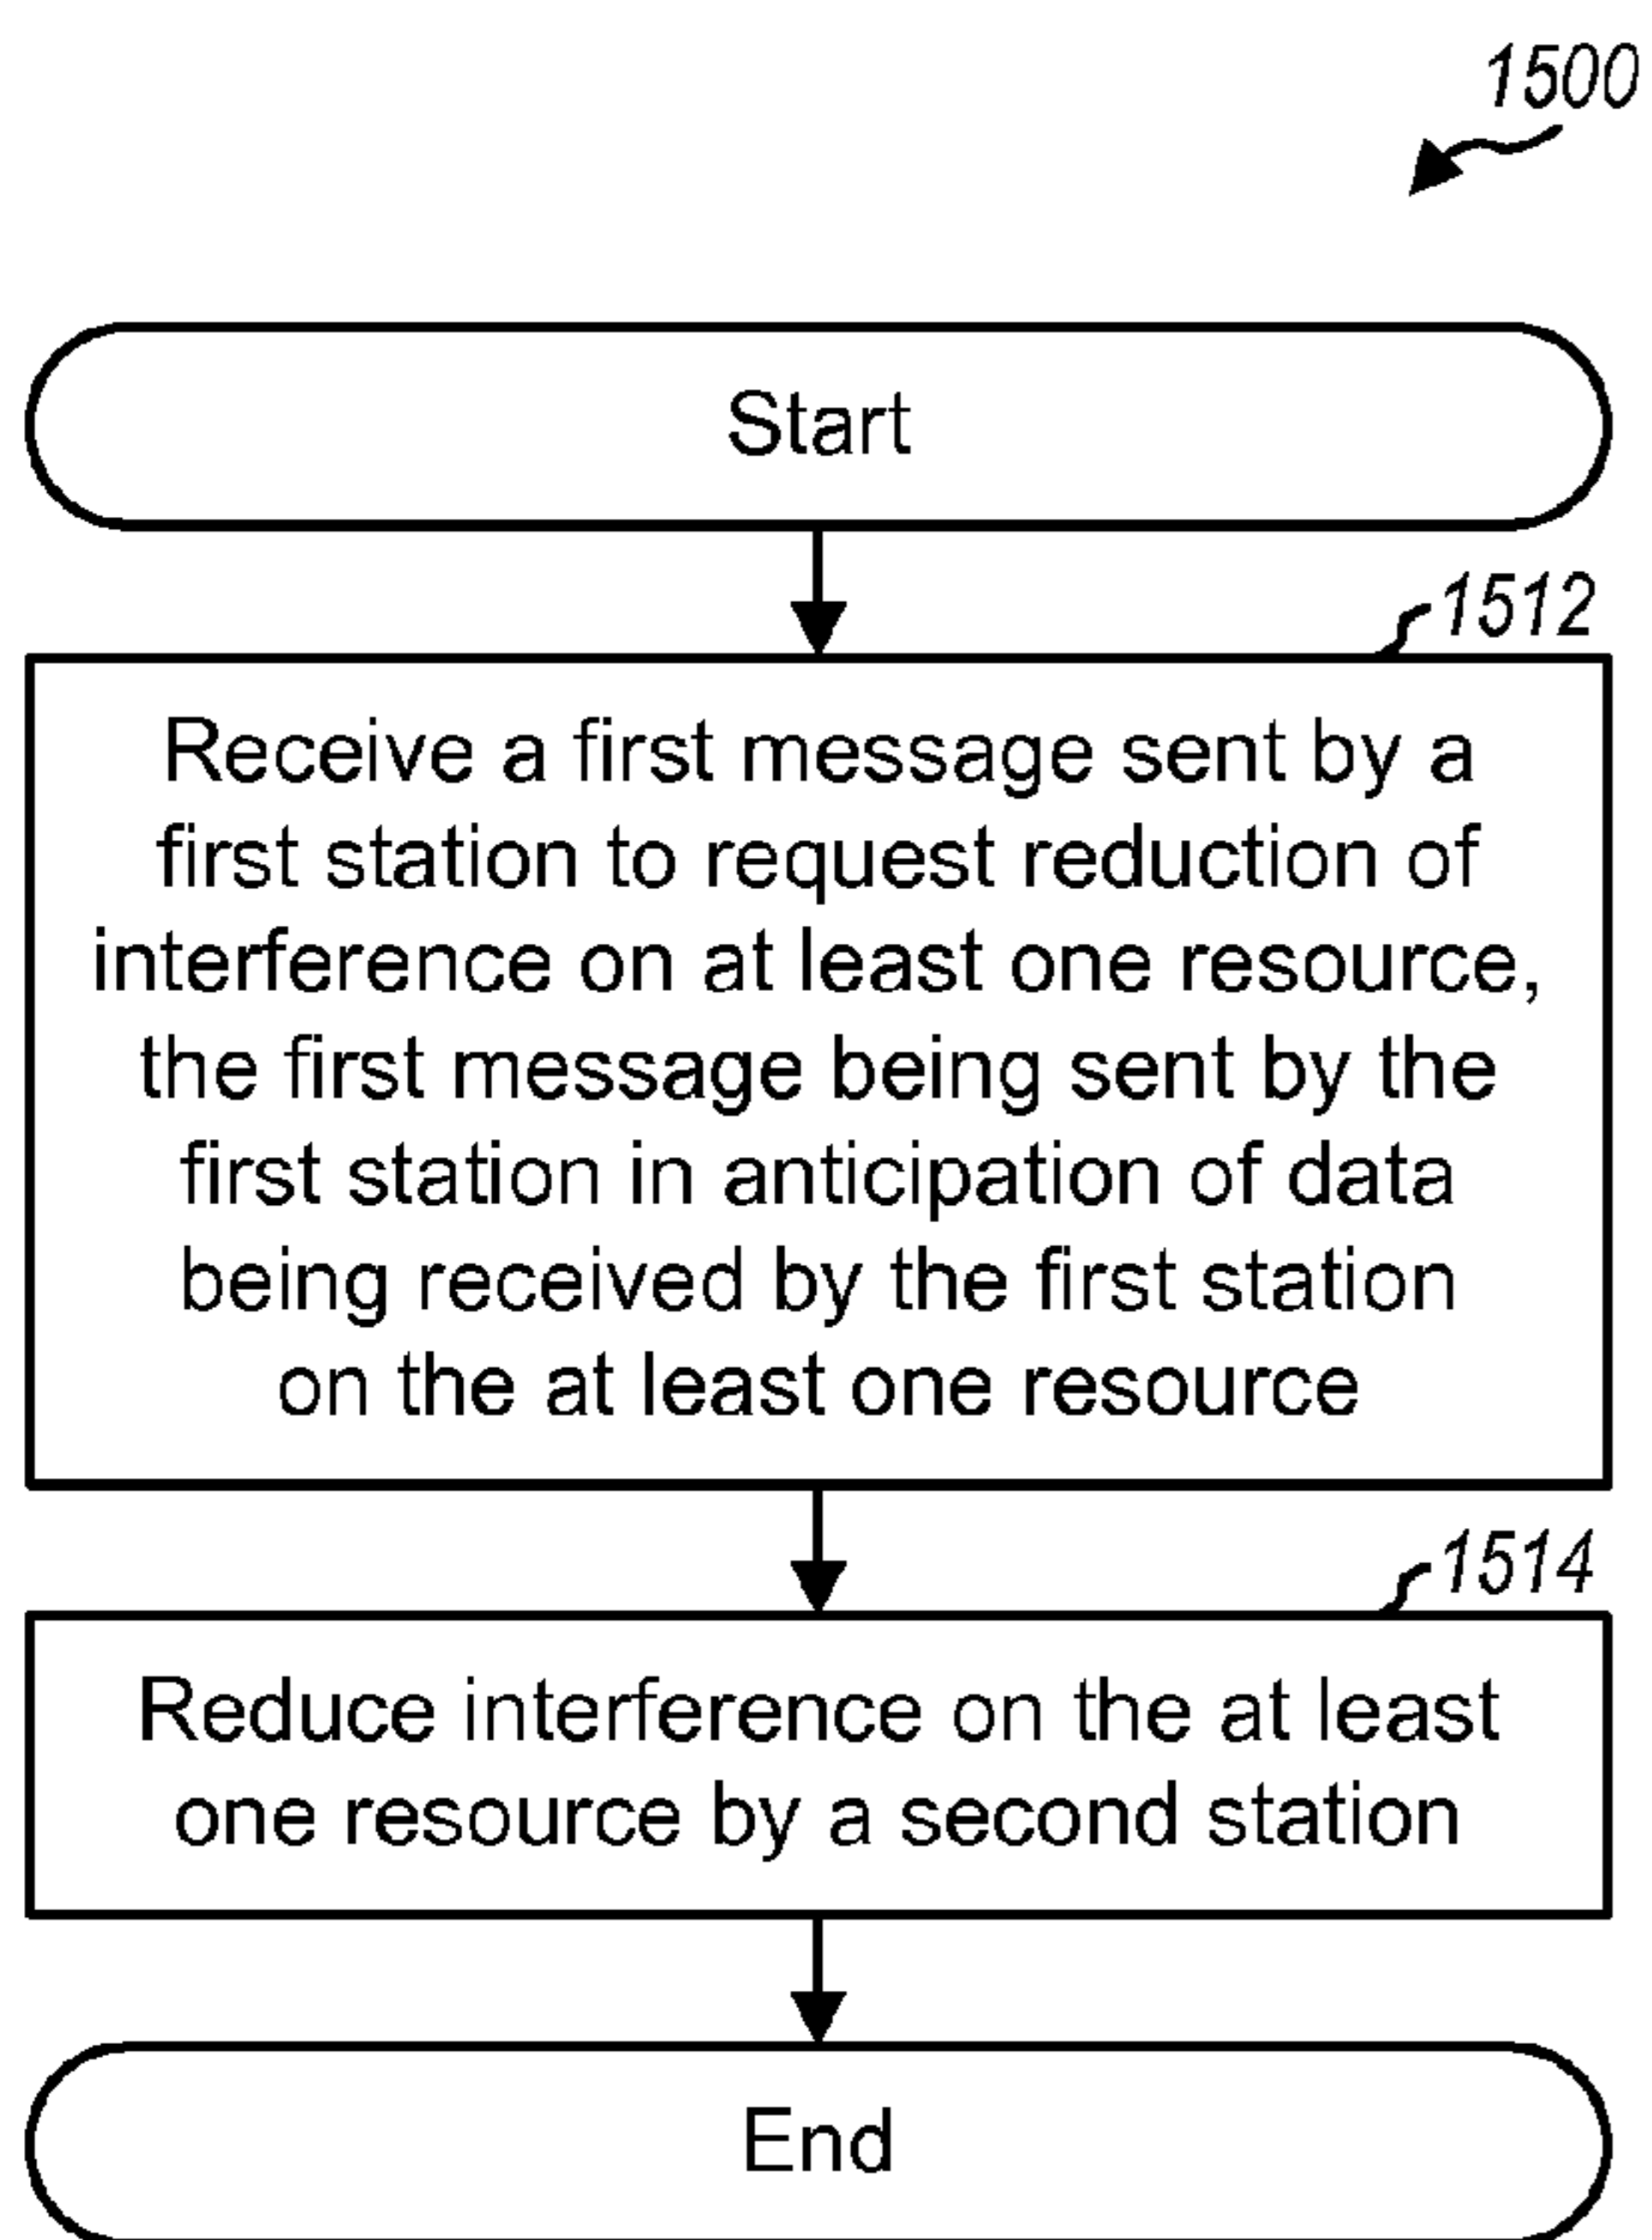 1500
Start
1512
Receive a first message sent by a
first station to request reduction of
interference on at least one resource,
the first message being sent by the
first station in anticipation of data
being received by the first station
on the at least one resource
1514
Reduce interference on the at least
one resource by a second station
End